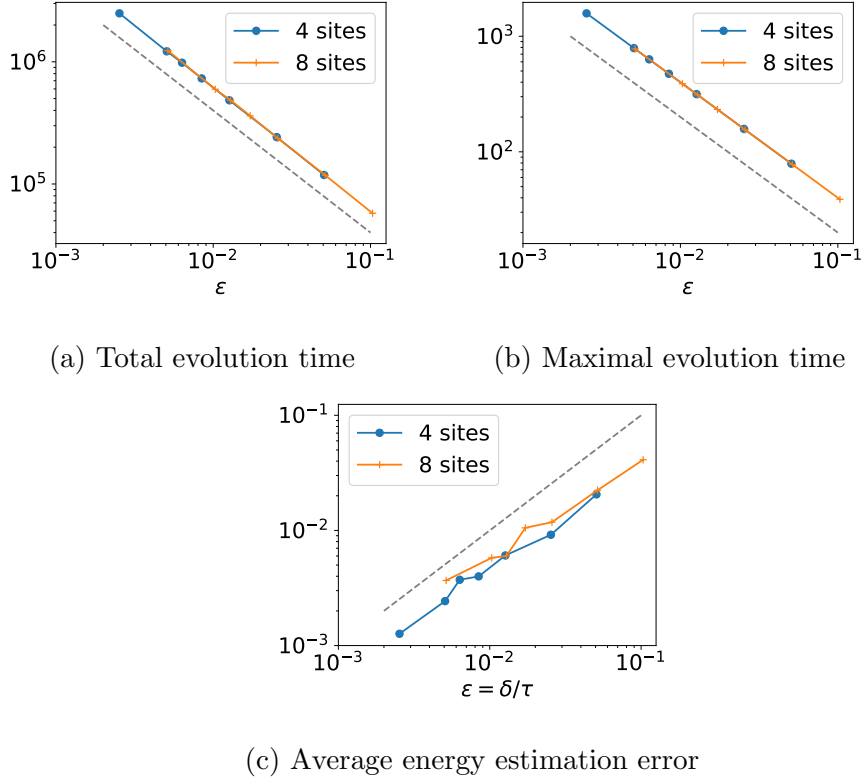 4 sites
8 sites
10^6
10^5
10^-3
10^-2
10^-1
ε
(a) Total evolution time
4 sites
8 sites
10^3
10^2
10^-3
10^-2
10^-1
ε
(b) Maximal evolution time
4 sites
8 sites
10^-1
10^-2
10^-3
10^-3
10^-2
10^-1
ε = δ/τ
(c) Average energy estimation error